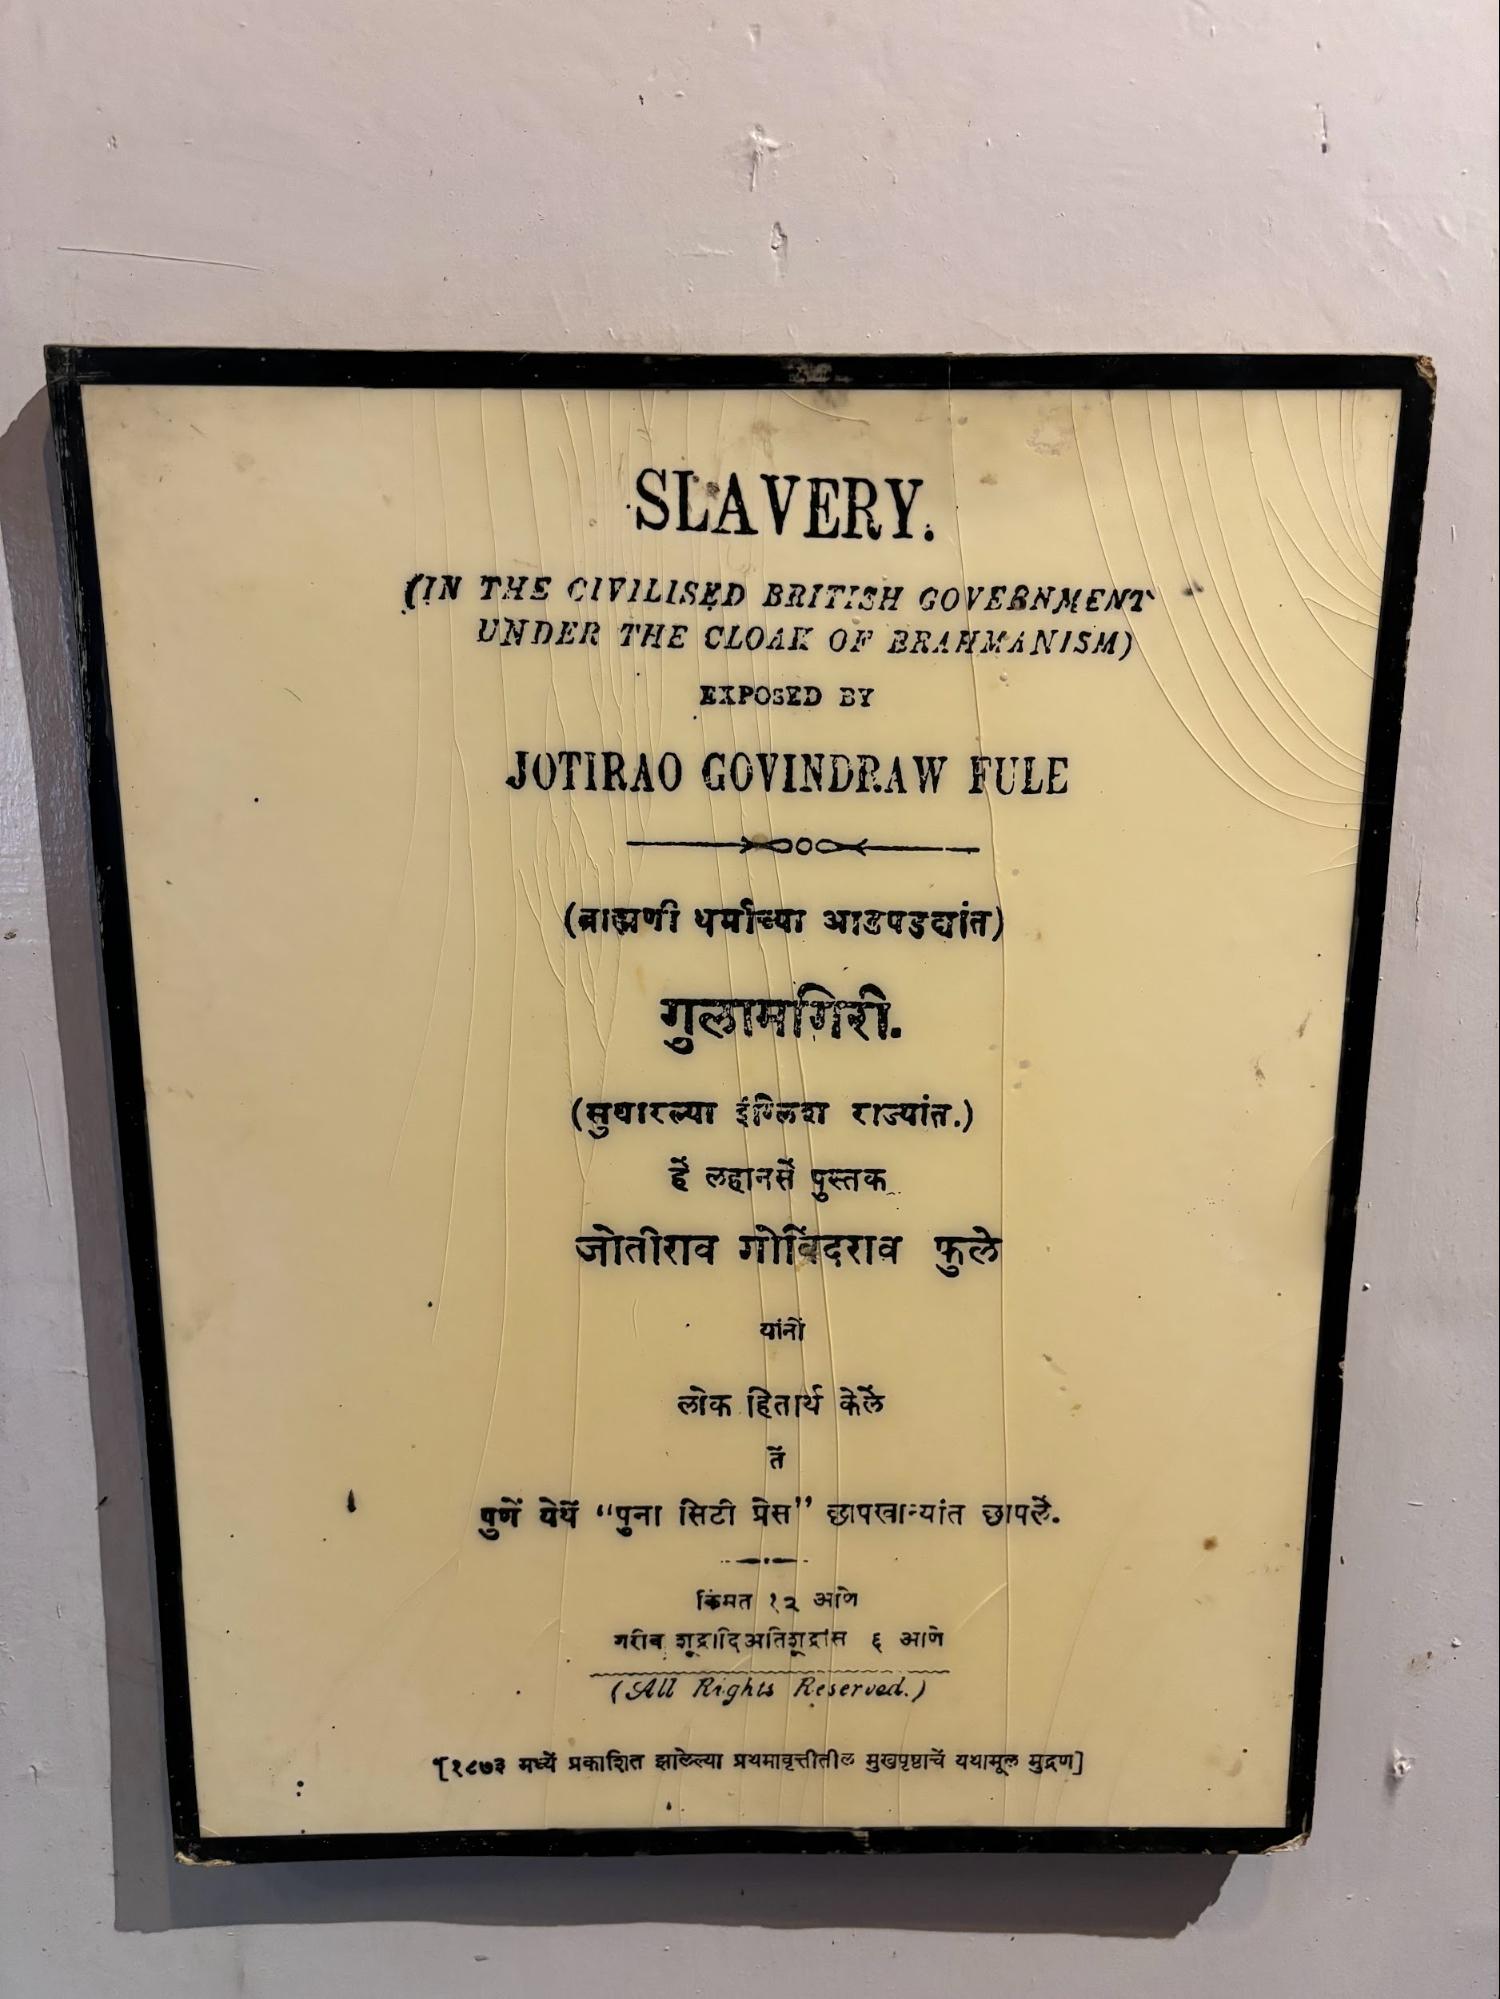 SLAVERY.
(IN THE CIVILISED BRITISH GOVERNMENT
UNDER THE CLOAK OF BRAHMANISM)
EXPOSED BY
JOTIRAO GOVINDRAW FULE
(ब्राह्मणी धर्माच्या आडपडद्यांत)
गुलामगिरी.
(सुधारल्या इंग्लिश राज्यांत.)
हें लहानसें पुस्तक
जोतीराव गोविंदराव फुले
यांनीं
लोक हितार्थ केलें
तें
पुणें येथें “पुना सिटी प्रेस” छापखान्यांत छापलें.
किंमत १२ आणे
गरीब शूद्रादिअतिशूद्रांस ६ आणे
(All Rights Reserved.)
[१८७३ मध्यें प्रकाशित झालेल्या प्रथमावृत्तीतील मुखपृष्ठाचें यथामूल मुद्रण]